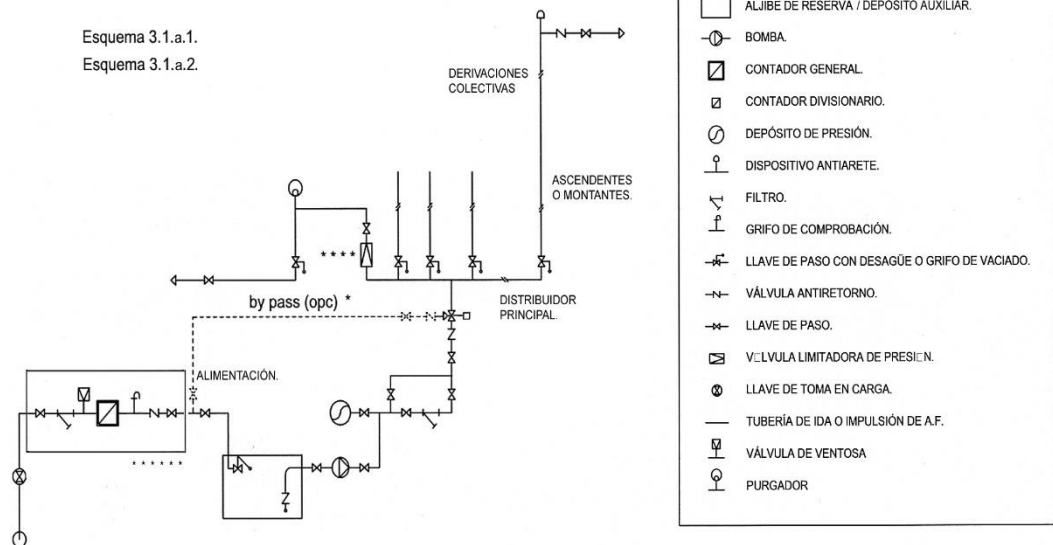 Esquema 3.1.a.1.
Esquema 3.1.a.2.
DERIVACIONES
COLECTIVAS
ASCENDENTES
O MONTANTES.
* * * *
by pass (opc) *
DISTRIBUIDOR
PRINCIPAL.
ALIMENTACIÓN.
* * * * * *
ALJIBE DE RESERVA / DEPÓSITO AUXILIAR.
BOMBA.
CONTADOR GENERAL.
CONTADOR DIVISIONARIO.
DEPÓSITO DE PRESIÓN.
DISPOSITIVO ANTIARETE.
FILTRO.
GRIFO DE COMPROBACIÓN.
LLAVE DE PASO CON DESAGÜE O GRIFO DE VACIADO.
VÁLVULA ANTIRETORNO.
LLAVE DE PASO.
V□LVULA LIMITADORA DE PRESI□N.
LLAVE DE TOMA EN CARGA.
TUBERÍA DE IDA O IMPULSIÓN DE A.F.
VÁLVULA DE VENTOSA
PURGADOR